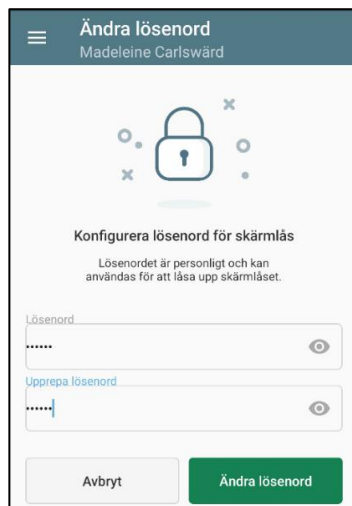 Ändra lösenord
Madeleine Carlswärd
Konfigurera lösenord för skärmlås
Lösenordet är personligt och kan
användas för att låsa upp skärmlåset.
Lösenord
••••••
Upprepa lösenord
••••••
Avbryt
Ändra lösenord